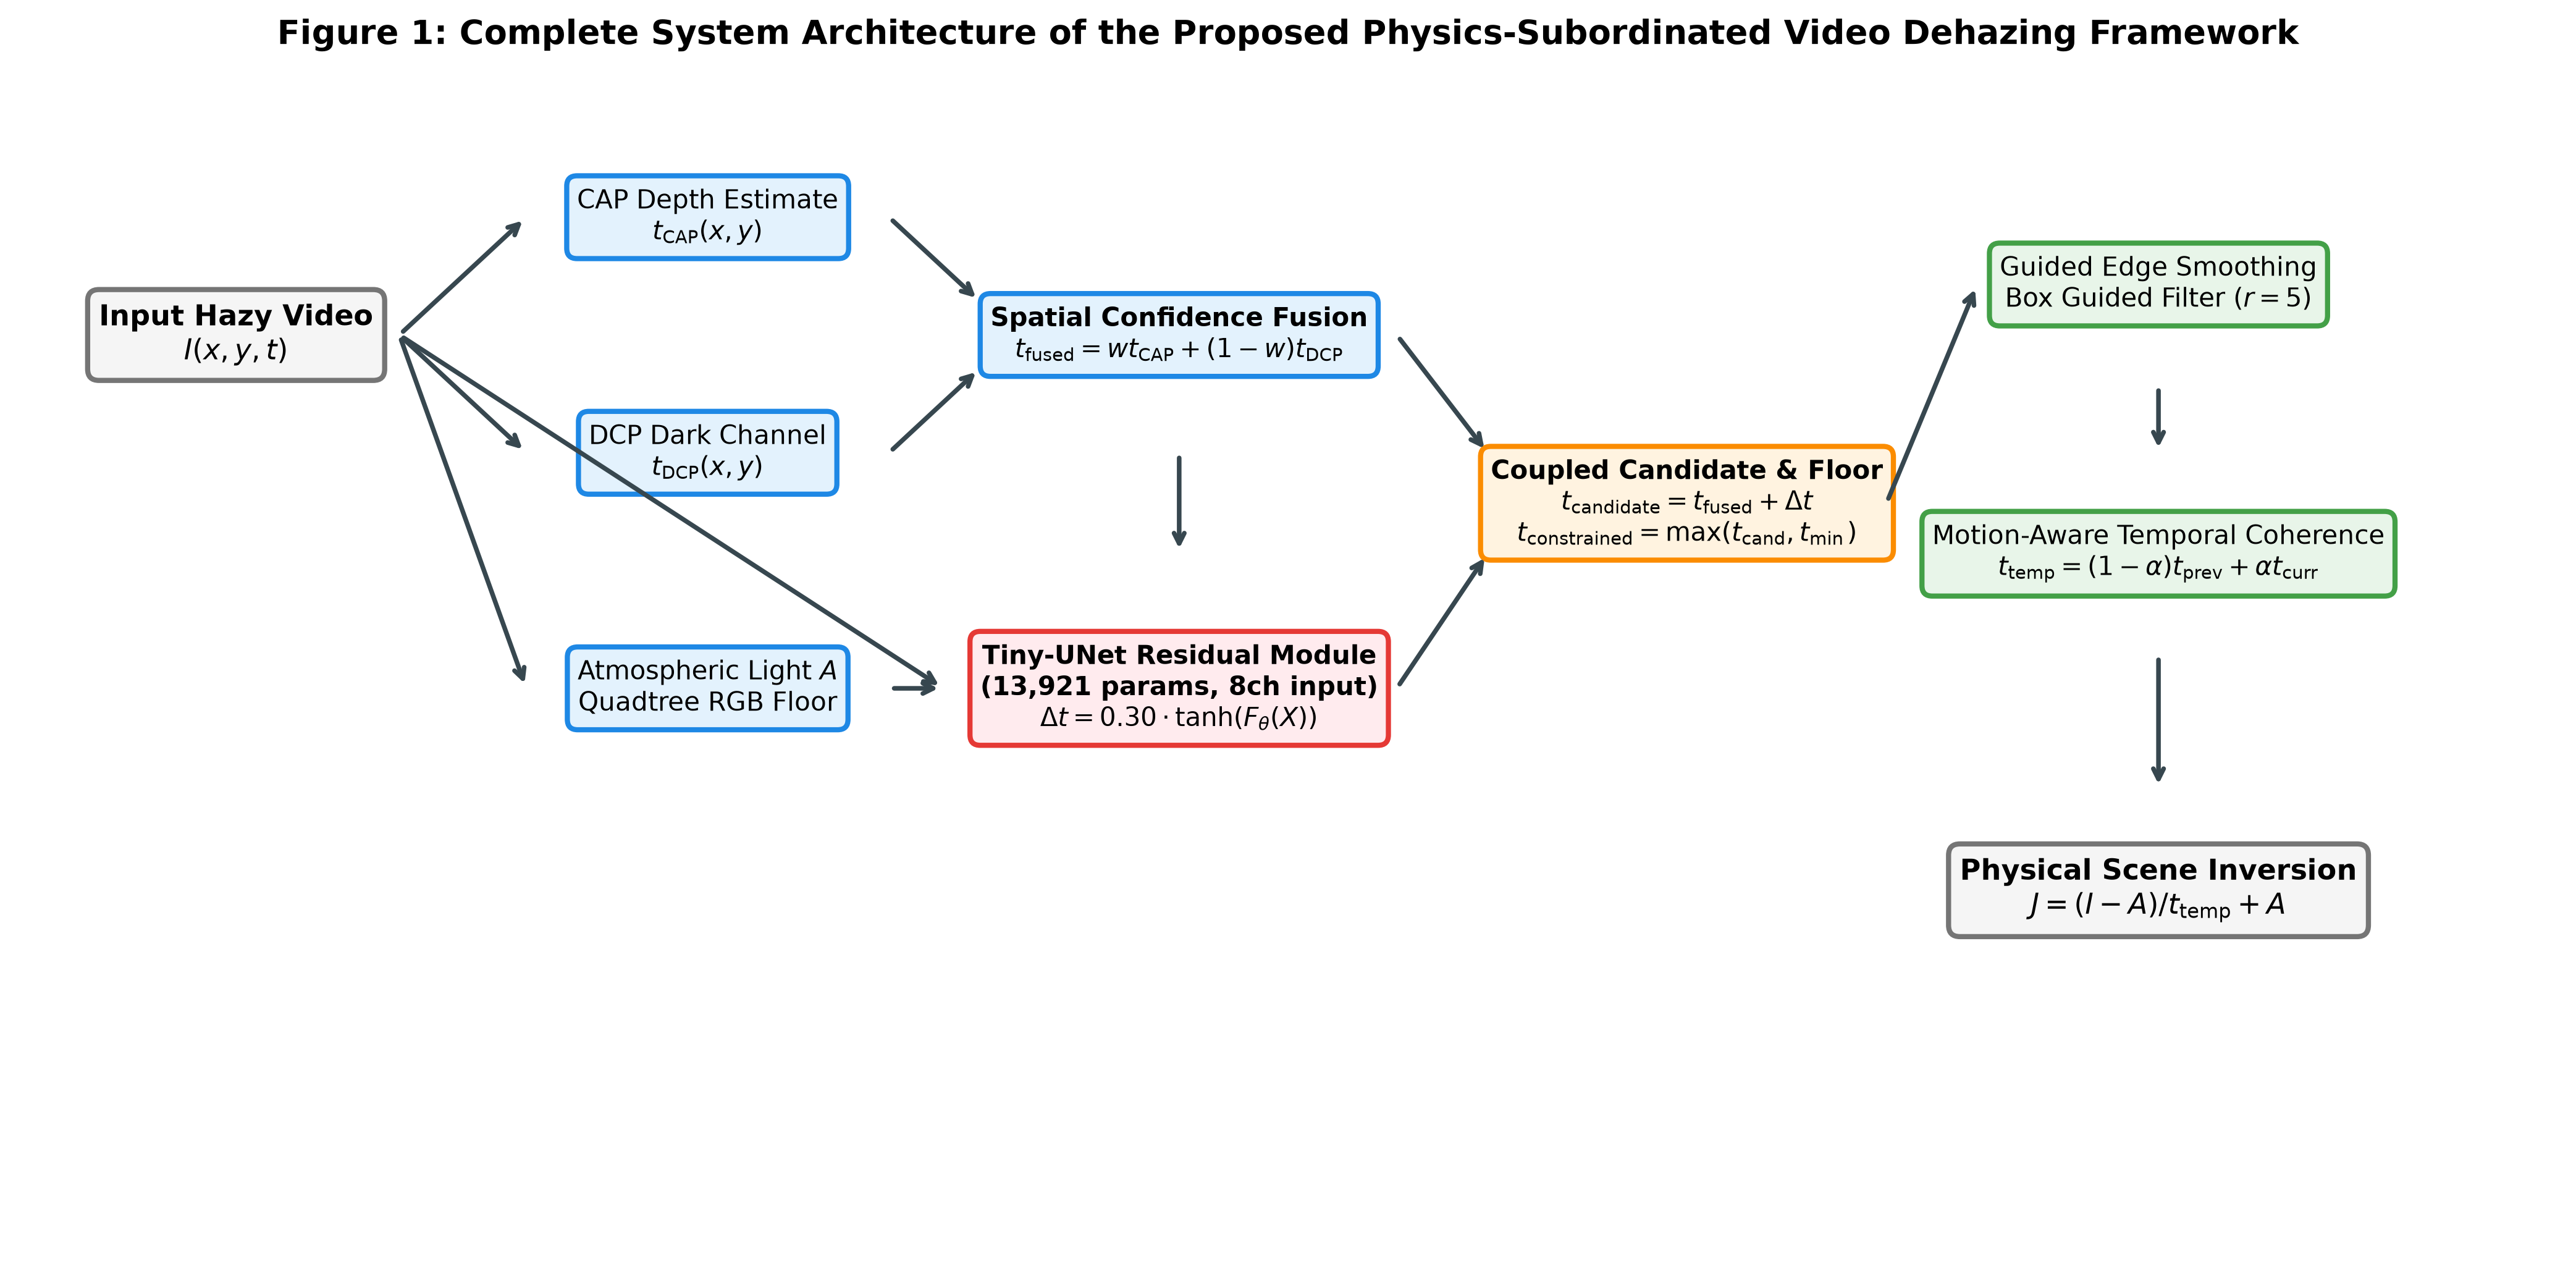 Figure 1: Complete System Architecture of the Proposed Physics-Subordinated Video Dehazing Framework
Input Hazy Video
I(x, y, t)
CAP Depth Estimate
t_CAP(x, y)
DCP Dark Channel
t_DCP(x, y)
Atmospheric Light A
Quadtree RGB Floor
Spatial Confidence Fusion
t_fused = wt_CAP + (1 − w)t_DCP
Tiny-UNet Residual Module
(13,921 params, 8ch input)
Δt = 0.30 · tanh(F_θ(X))
Coupled Candidate & Floor
t_candidate = t_fused + Δt
t_constrained = max(t_cand, t_min)
Guided Edge Smoothing
Box Guided Filter (r = 5)
Motion-Aware Temporal Coherence
t_temp = (1 − α)t_prev + αt_curr
Physical Scene Inversion
J = (I − A)/t_temp + A